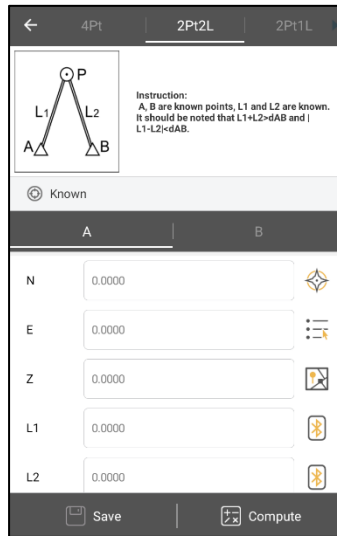 4Pt 2Pt2L 2Pt1L
P
L1 L2
A B
Instruction:
A, B are known points, L1 and L2 are known.
It should be noted that L1+L2>dAB and |
L1-L2|<dAB.
Known
A B
N 0.0000
E 0.0000
Z 0.0000
L1 0.0000
L2 0.0000
Save Compute